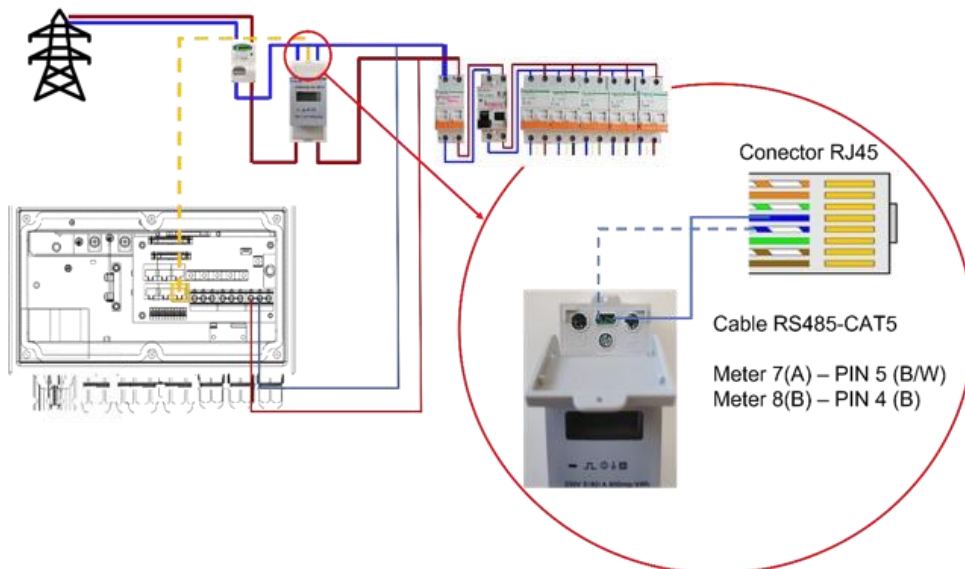 Conector RJ45
Cable RS485-CAT5
Meter 7(A) – PIN 5 (B/W)
Meter 8(B) – PIN 4 (B)